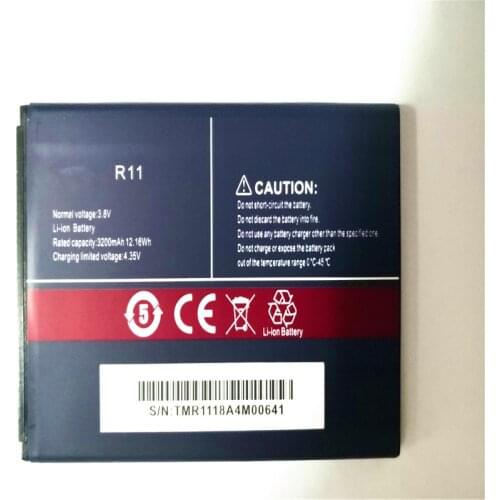 R11
Normal voltage:3.8V
Li-ion Battery
Rated capacity:3200mAh 12.16Wh
Charging limited voltage:4.35V
CAUTION:
Do not short-circuit the battery.
Do not discard the battery into fire.
Do not use any battery charger other than specified.
Do not charge or expose the battery pack
out of the temperature range 0 °C-45 °C
5
CE
Li-ion Battery
S/N:TMR1118A4M00641